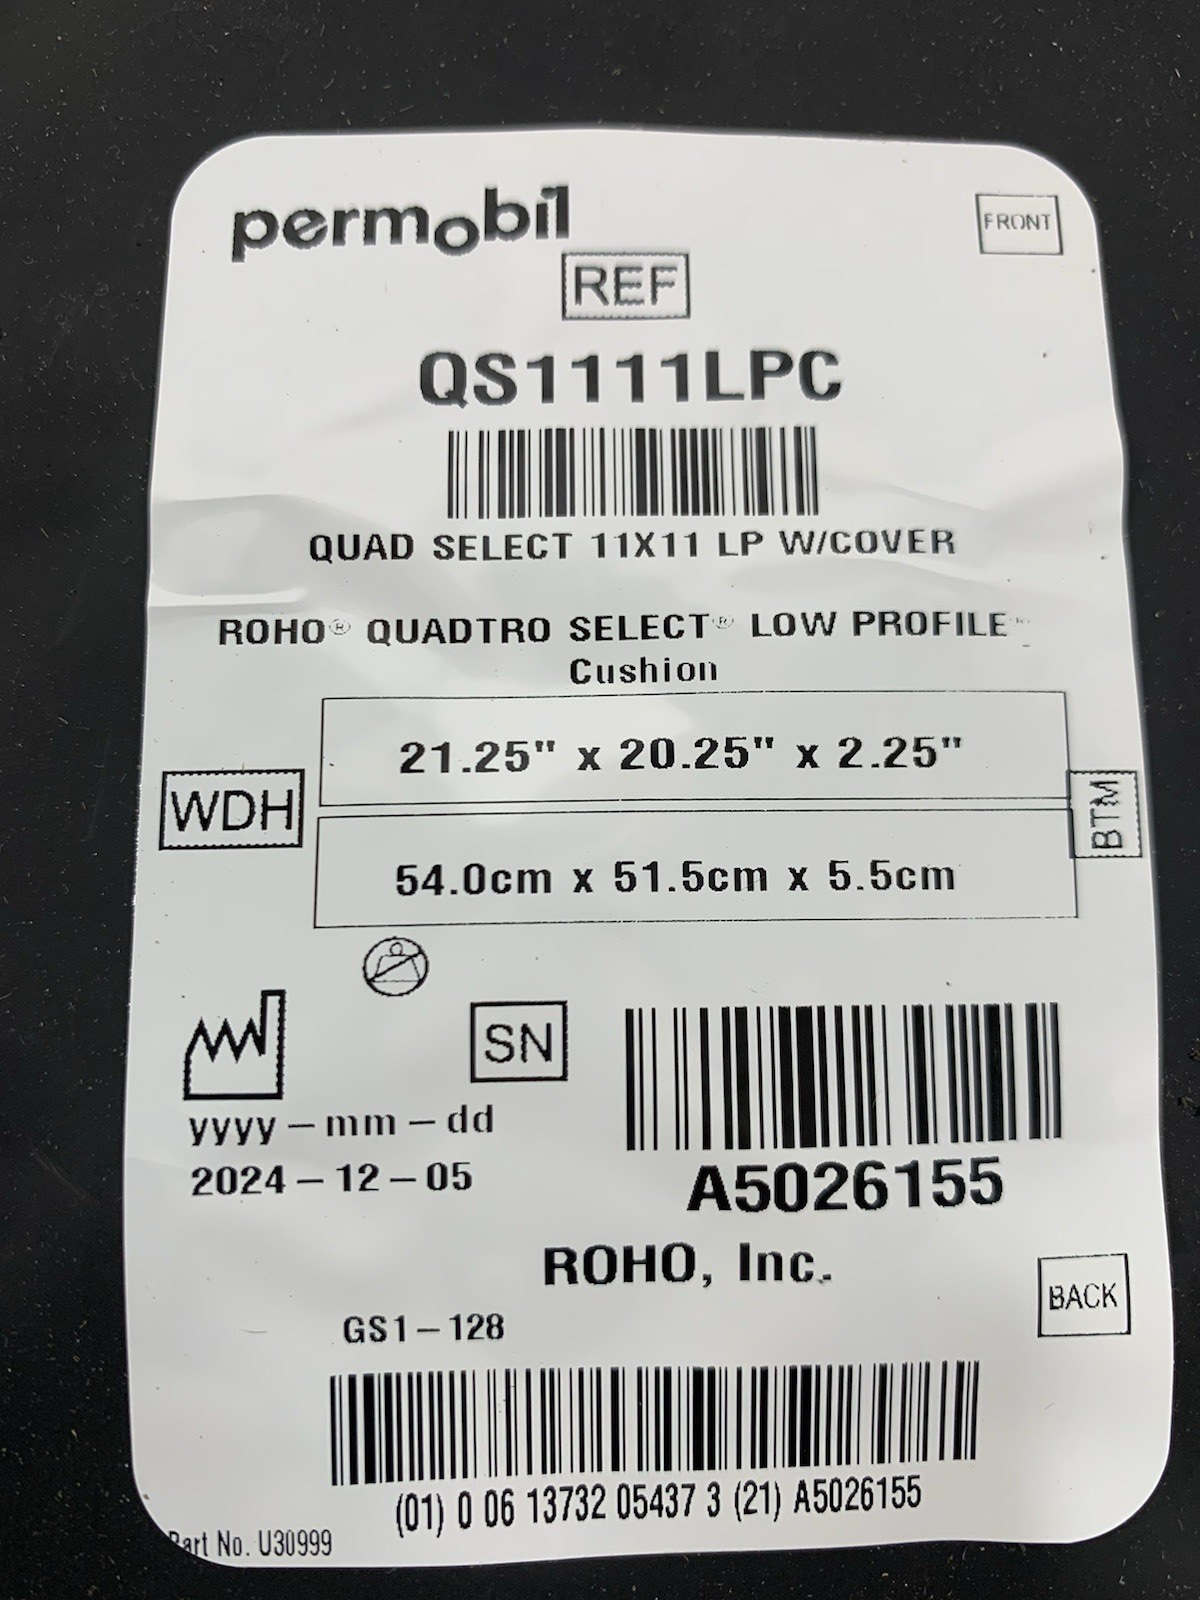 permobil
FRONT
REF
QS1111LPC
QUAD SELECT 11X11 LP W/COVER
ROHO® QUADTRO SELECT® LOW PROFILE™
Cushion
21.25" x 20.25" x 2.25"
WDH
BTM
54.0cm x 51.5cm x 5.5cm
SN
yyyy-mm-dd
2024-12-05
A5026155
ROHO, Inc.
BACK
GS1-128
(01) 0 06 13732 05437 3 (21) A5026155
Part No. U30999